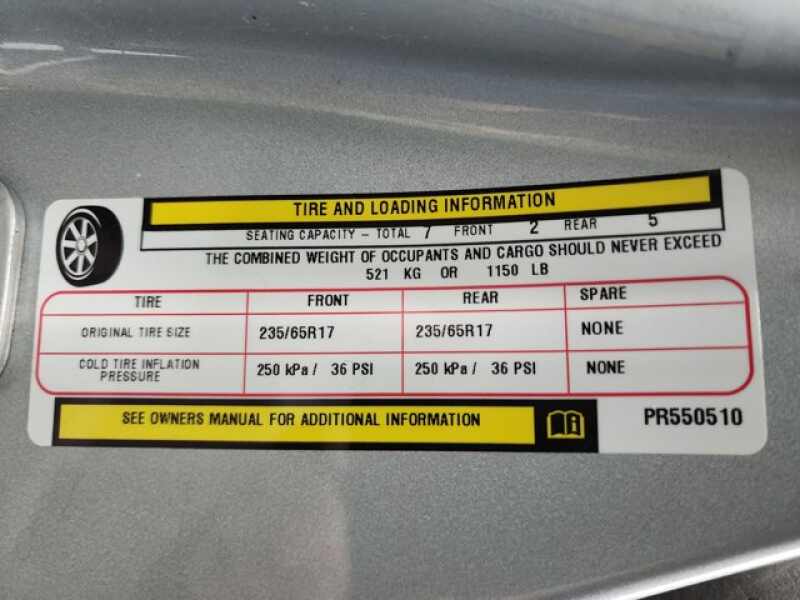 TIRE AND LOADING INFORMATION
SEATING CAPACITY – TOTAL 7 FRONT 2 REAR 5
THE COMBINED WEIGHT OF OCCUPANTS AND CARGO SHOULD NEVER EXCEED
521 KG OR 1150 LB
TIRE FRONT REAR SPARE
ORIGINAL TIRE SIZE 235/65R17 235/65R17 NONE
COLD TIRE INFLATION PRESSURE 250 kPa / 36 PSI 250 kPa / 36 PSI NONE
SEE OWNERS MANUAL FOR ADDITIONAL INFORMATION
PR550510